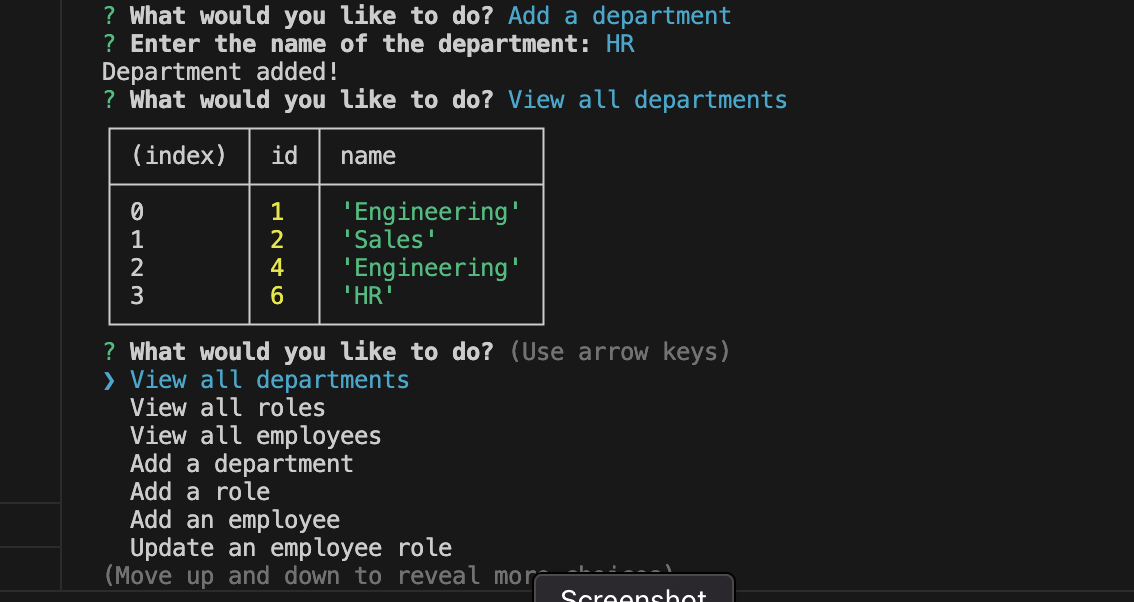 ? What would you like to do? Add a department
? Enter the name of the department: HR
Department added!
? What would you like to do? View all departments
(index) id name
0 1 'Engineering'
1 2 'Sales'
2 4 'Engineering'
3 6 'HR'
? What would you like to do? (Use arrow keys)
❯ View all departments
View all roles
View all employees
Add a department
Add a role
Add an employee
Update an employee role
(Move up and down to reveal more choices)
Screenshot